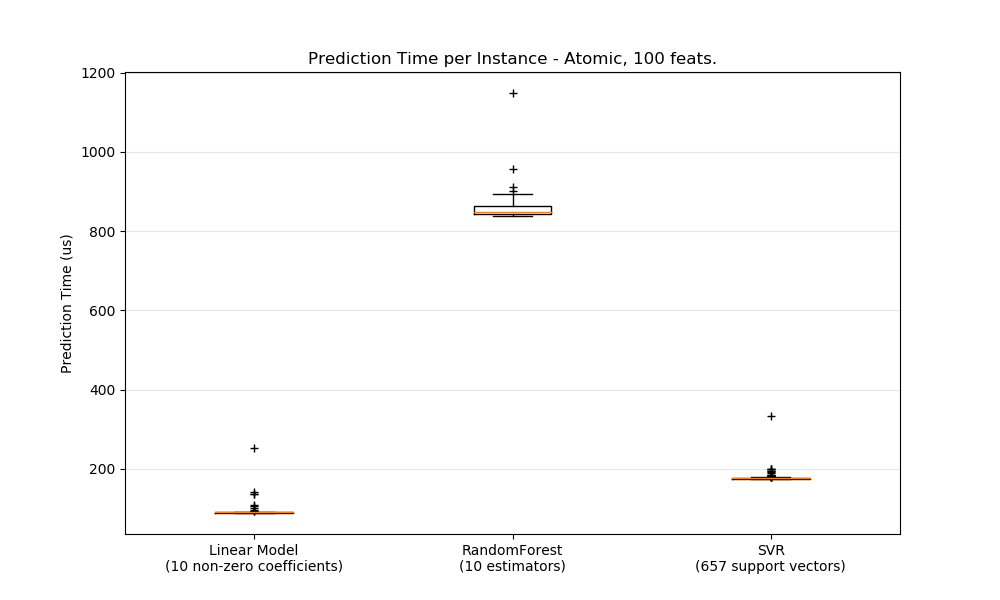 Prediction Time per Instance - Atomic, 100 feats.
1200
1000
800
600
400
200
Prediction Time (us)
Linear Model
(10 non-zero coefficients)
RandomForest
(10 estimators)
SVR
(657 support vectors)